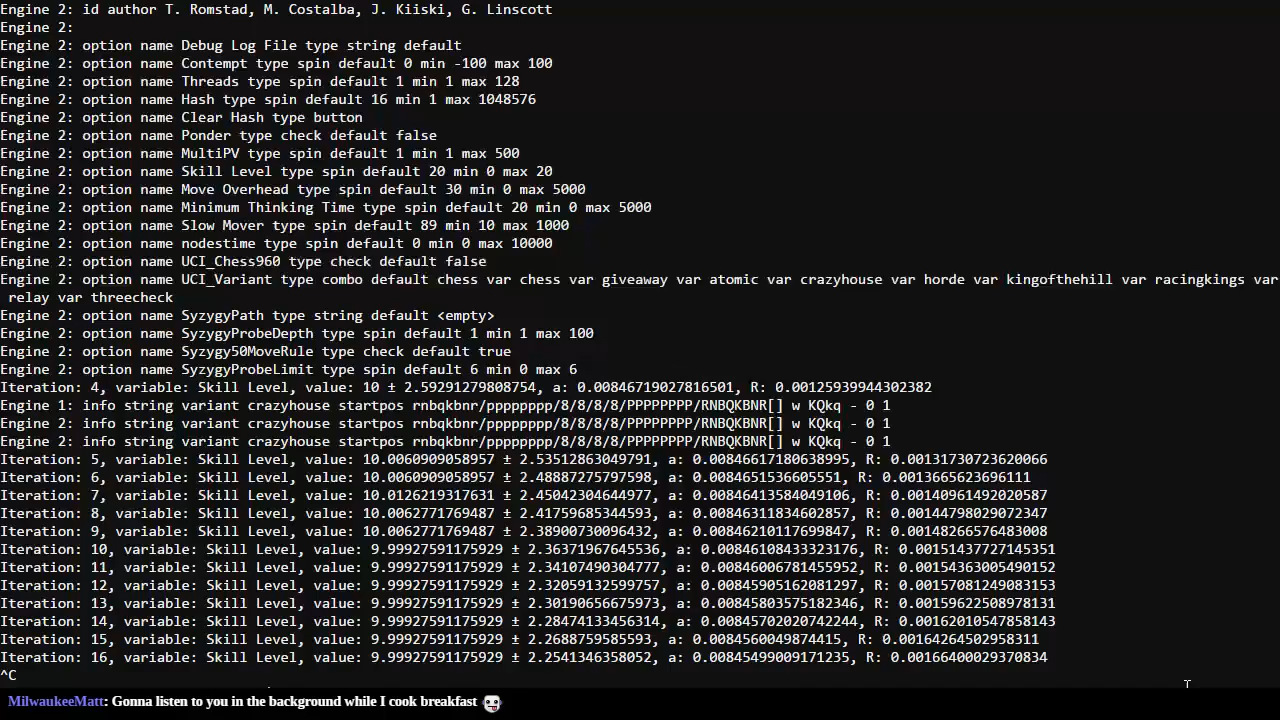 Engine 2: id author T. Romstad, M. Costalba, J. Kiiski, G. Linscott
Engine 2:
Engine 2: option name Debug Log File type string default
Engine 2: option name Contempt type spin default 0 min -100 max 100
Engine 2: option name Threads type spin default 1 min 1 max 128
Engine 2: option name Hash type spin default 16 min 1 max 1048576
Engine 2: option name Clear Hash type button
Engine 2: option name Ponder type check default false
Engine 2: option name MultiPV type spin default 1 min 1 max 500
Engine 2: option name Skill Level type spin default 20 min 0 max 20
Engine 2: option name Move Overhead type spin default 30 min 0 max 5000
Engine 2: option name Minimum Thinking Time type spin default 20 min 0 max 5000
Engine 2: option name Slow Mover type spin default 89 min 10 max 1000
Engine 2: option name nodestime type spin default 0 min 0 max 10000
Engine 2: option name UCI_Chess960 type check default false
Engine 2: option name UCI_Variant type combo default chess var chess var giveaway var atomic var crazyhouse var horde var kingofthehill var racingkings var
relay var threecheck
Engine 2: option name SyzygyPath type string default <empty>
Engine 2: option name SyzygyProbeDepth type spin default 1 min 1 max 100
Engine 2: option name Syzygy50MoveRule type check default true
Engine 2: option name SyzygyProbeLimit type spin default 6 min 0 max 6
Iteration: 4, variable: Skill Level, value: 10 ± 2.59291279808754, a: 0.00846719027816501, R: 0.00125939944302382
Engine 1: info string variant crazyhouse startpos rnbqkbnr/pppppppp/8/8/8/8/PPPPPPPP/RNBQKBNR[] w KQkq - 0 1
Engine 2: info string variant crazyhouse startpos rnbqkbnr/pppppppp/8/8/8/8/PPPPPPPP/RNBQKBNR[] w KQkq - 0 1
Engine 2: info string variant crazyhouse startpos rnbqkbnr/pppppppp/8/8/8/8/PPPPPPPP/RNBQKBNR[] w KQkq - 0 1
Iteration: 5, variable: Skill Level, value: 10.0060909058957 ± 2.53512863049791, a: 0.00846617180638995, R: 0.00131730723620066
Iteration: 6, variable: Skill Level, value: 10.0060909058957 ± 2.48887275797598, a: 0.0084651536605551, R: 0.0013665623696111
Iteration: 7, variable: Skill Level, value: 10.0126219317631 ± 2.45042304644977, a: 0.00846413584049106, R: 0.00140961492020587
Iteration: 8, variable: Skill Level, value: 10.0062771769487 ± 2.41759685344593, a: 0.00846311834602857, R: 0.00144798029072347
Iteration: 9, variable: Skill Level, value: 10.0062771769487 ± 2.38900730096432, a: 0.00846210117699847, R: 0.00148266576483008
Iteration: 10, variable: Skill Level, value: 9.99927591175929 ± 2.36371967645536, a: 0.00846108433323176, R: 0.00151437727145351
Iteration: 11, variable: Skill Level, value: 9.99927591175929 ± 2.34107490304777, a: 0.00846006781455952, R: 0.00154363005490152
Iteration: 12, variable: Skill Level, value: 9.99927591175929 ± 2.32059132599757, a: 0.00845905162081297, R: 0.00157081249083153
Iteration: 13, variable: Skill Level, value: 9.99927591175929 ± 2.30190656675973, a: 0.00845803575182346, R: 0.00159622508978131
Iteration: 14, variable: Skill Level, value: 9.99927591175929 ± 2.28474133456314, a: 0.00845702020742244, R: 0.00162010547858143
Iteration: 15, variable: Skill Level, value: 9.99927591175929 ± 2.2688759585593, a: 0.0084560049874415, R: 0.00164264502958311
Iteration: 16, variable: Skill Level, value: 9.99927591175929 ± 2.2541346358052, a: 0.00845499009171235, R: 0.00166400029370834
^C
MilwaukeeMatt: Gonna listen to you in the background while I cook breakfast